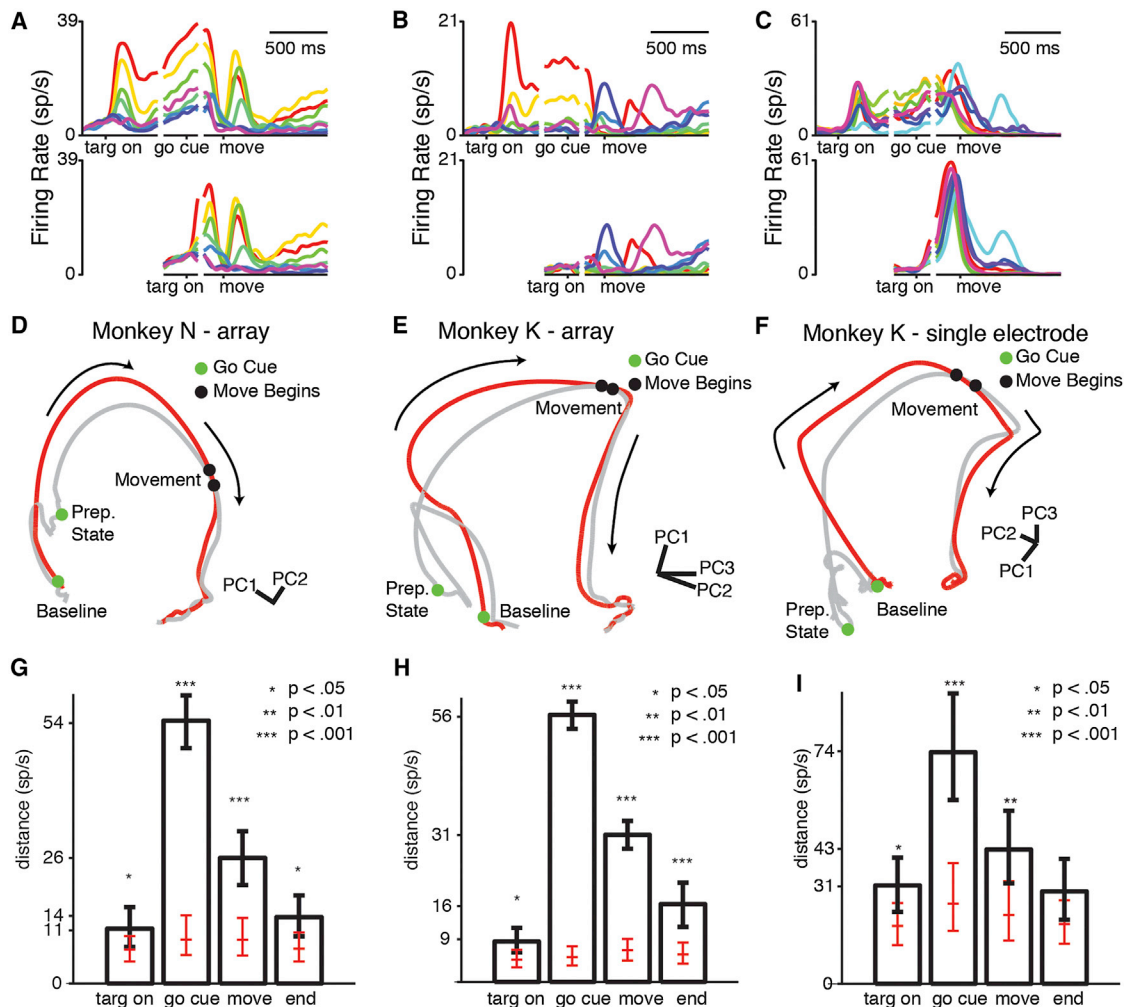 A
39
500 ms
0
targ on
go cue
move
39
0
targ on
move
Firing Rate (sp/s)
B
21
500 ms
0
targ on
go cue
move
21
0
targ on
move
Firing Rate (sp/s)
C
61
500 ms
0
targ on
go cue
move
61
0
targ on
move
Firing Rate (sp/s)
D
Monkey N - array
Go Cue
Move Begins
Movement
Prep.
State
Baseline
PC1
PC2
E
Monkey K - array
Go Cue
Move Begins
Movement
Prep.
State
Baseline
PC1
PC3
PC2
F
Monkey K - single electrode
Go Cue
Move Begins
Movement
Prep.
State
Baseline
PC3
PC2
PC1
G
distance (sp/s)
54
26
14
11
0
*
***
***
*
* p < .05
** p < .01
*** p < .001
targ on
go cue
move
end
H
distance (sp/s)
56
31
16
9
*
***
***
***
* p < .05
** p < .01
*** p < .001
targ on
go cue
move
end
I
distance (sp/s)
74
43
31
0
*
***
**
* p < .05
** p < .01
*** p < .001
targ on
go cue
move
end